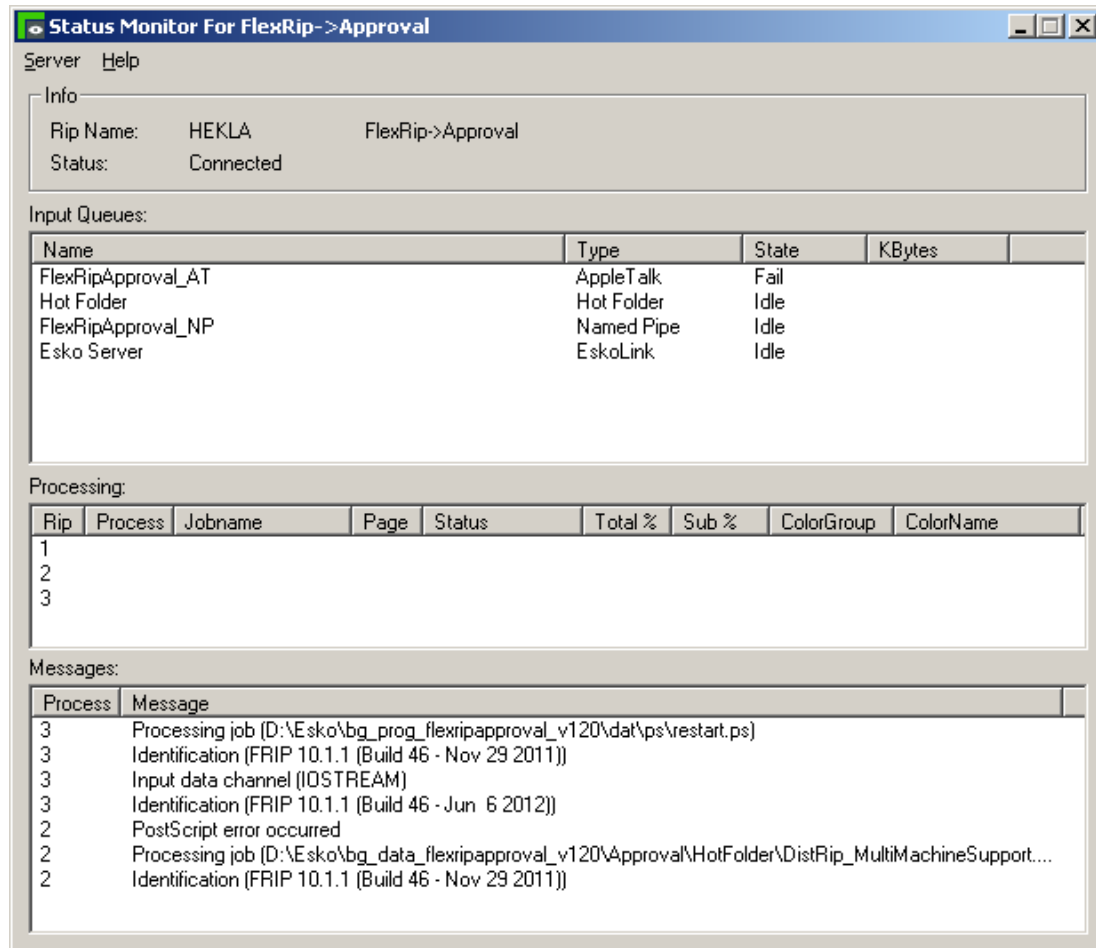 Status Monitor For FlexRip->Approval
Server Help
Info
Rip Name: HEKLA FlexRip->Approval
Status: Connected
Input Queues:
Name Type State KBytes
FlexRipApproval_AT AppleTalk Fail
Hot Folder Hot Folder Idle
FlexRipApproval_NP Named Pipe Idle
Esko Server EskoLink Idle
Processing:
Rip Process Jobname Page Status Total % Sub % ColorGroup ColorName
1
2
3
Messages:
Process Message
3 Processing job (D:\Esko\bg_prog_flexripapproval_v120\dat\ps\restart.ps)
3 Identification (FRIP 10.1.1 (Build 46 - Nov 29 2011))
3 Input data channel (IOSTREAM)
3 Identification (FRIP 10.1.1 (Build 46 - Jun  6 2012))
2 PostScript error occurred
2 Processing job (D:\Esko\bg_data_flexripapproval_v120\Approval\HotFolder\DistRip_MultiMachineSupport....
2 Identification (FRIP 10.1.1 (Build 46 - Nov 29 2011))